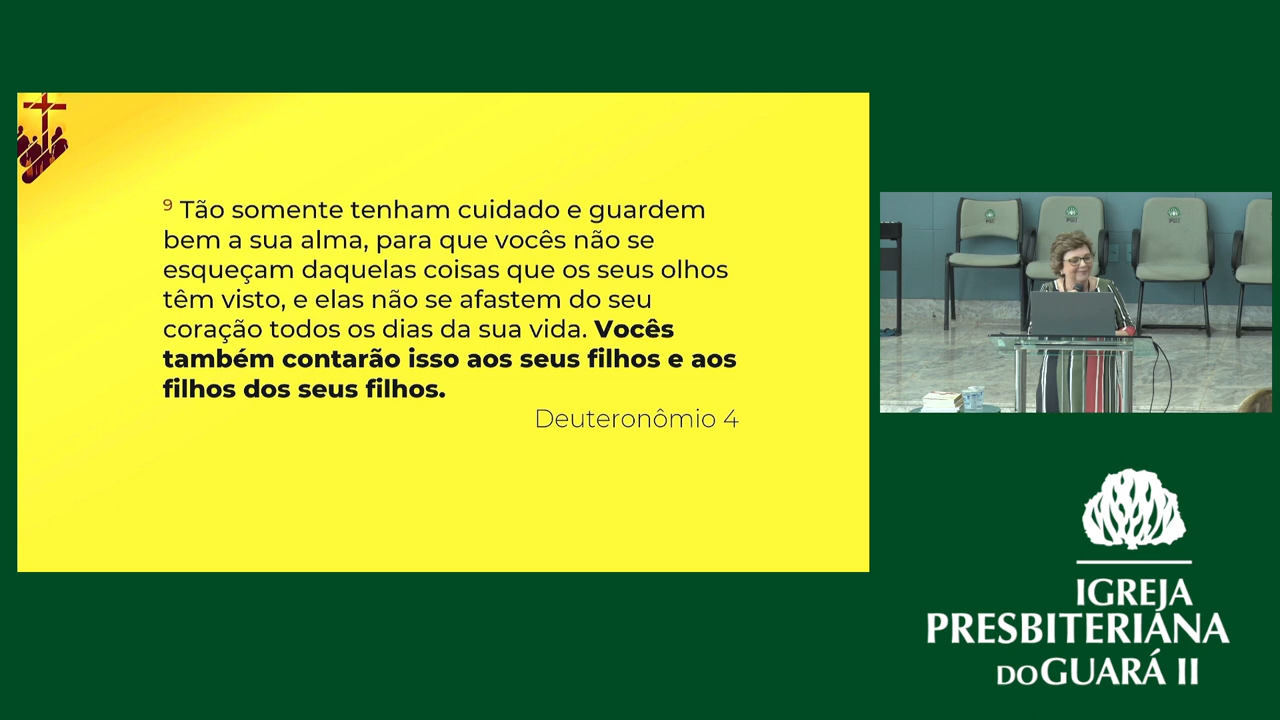 9 Tão somente tenham cuidado e guardem
bem a sua alma, para que vocês não se
esqueçam daquelas coisas que os seus olhos
têm visto, e elas não se afastem do seu
coração todos os dias da sua vida. Vocês
também contarão isso aos seus filhos e aos
filhos dos seus filhos.
Deuteronômio 4
IGREJA
PRESBITERIANA
DO GUARÁ II